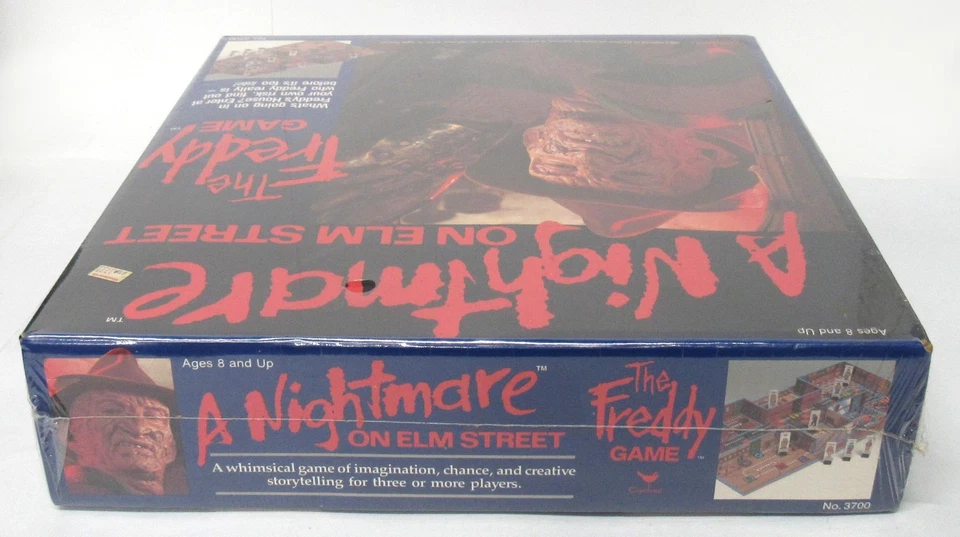 What's going on in
Freddy's House? Enter at
your own risk, find out
who Freddy really is —
before it's too late!
The
Freddy
GAME™
A Nightmare™
ON ELM STREET
Ages 8 and Up
Ages 8 and Up
A Nightmare™
ON ELM STREET
A whimsical game of imagination, chance, and creative
storytelling for three or more players.
The
Freddy™
GAME
Cardinal
No. 3700